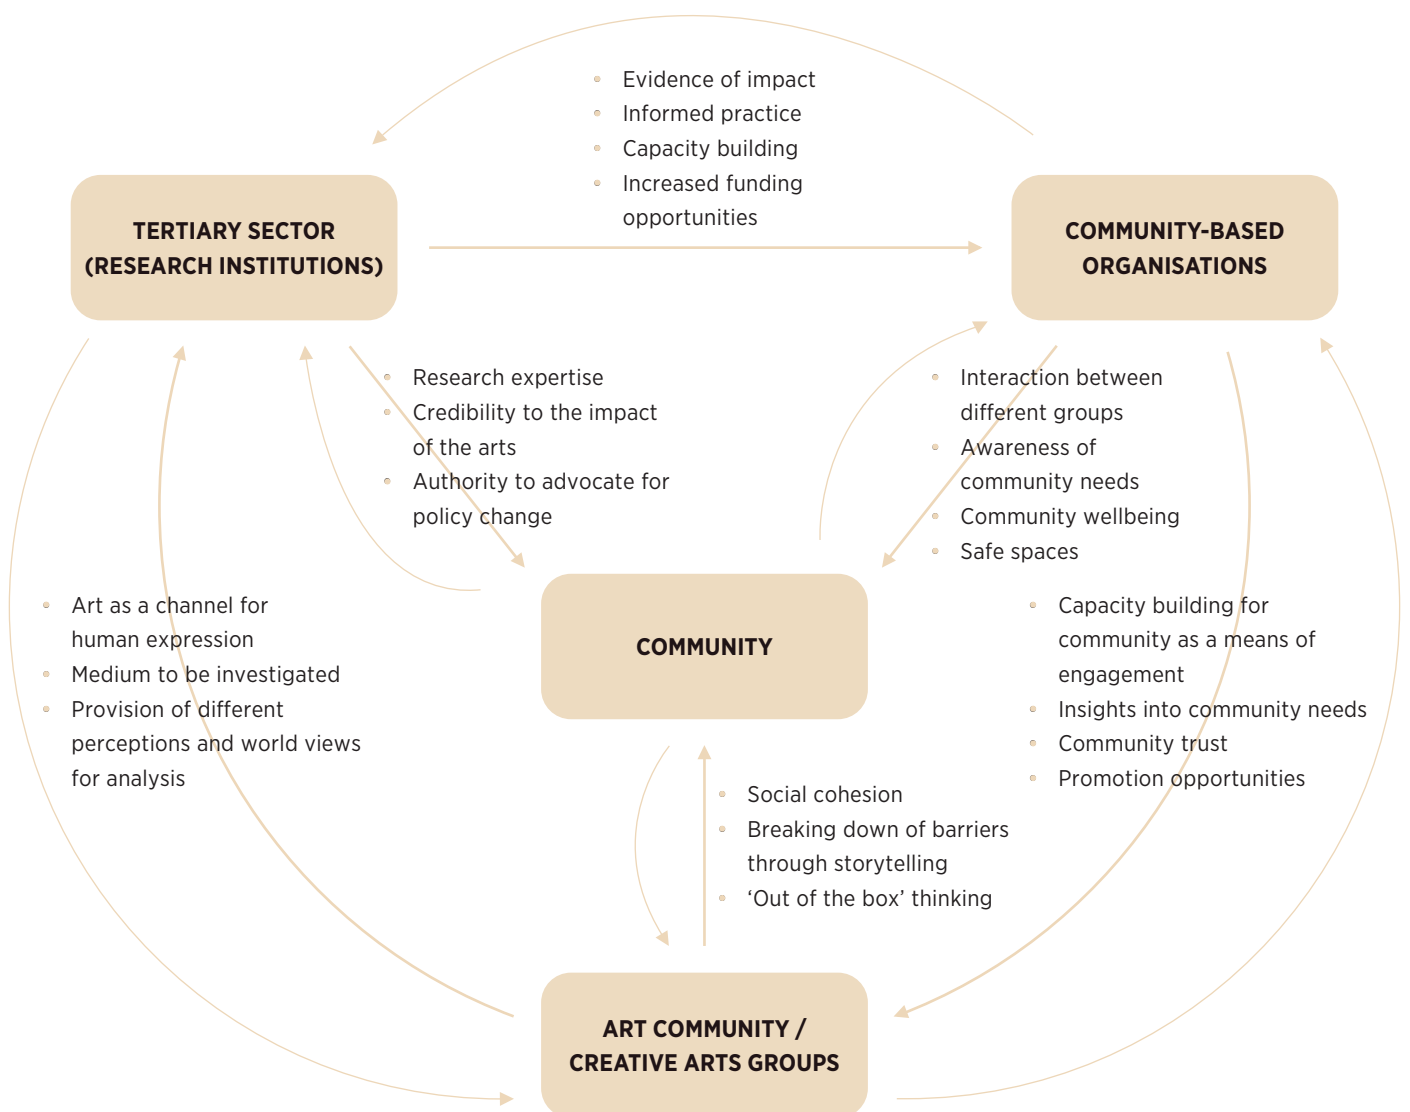 • Evidence of impact
• Informed practice
• Capacity building
• Increased funding
opportunities
TERTIARY SECTOR
(RESEARCH INSTITUTIONS)
COMMUNITY-BASED
ORGANISATIONS
• Research expertise
• Credibility to the impact
of the arts
• Authority to advocate for
policy change
• Interaction between
different groups
• Awareness of
community needs
• Community wellbeing
• Safe spaces
• Art as a channel for
human expression
• Medium to be investigated
• Provision of different
perceptions and world views
for analysis
COMMUNITY
• Capacity building for
community as a means of
engagement
• Insights into community needs
• Community trust
• Promotion opportunities
• Social cohesion
• Breaking down of barriers
through storytelling
• ‘Out of the box’ thinking
ART COMMUNITY /
CREATIVE ARTS GROUPS